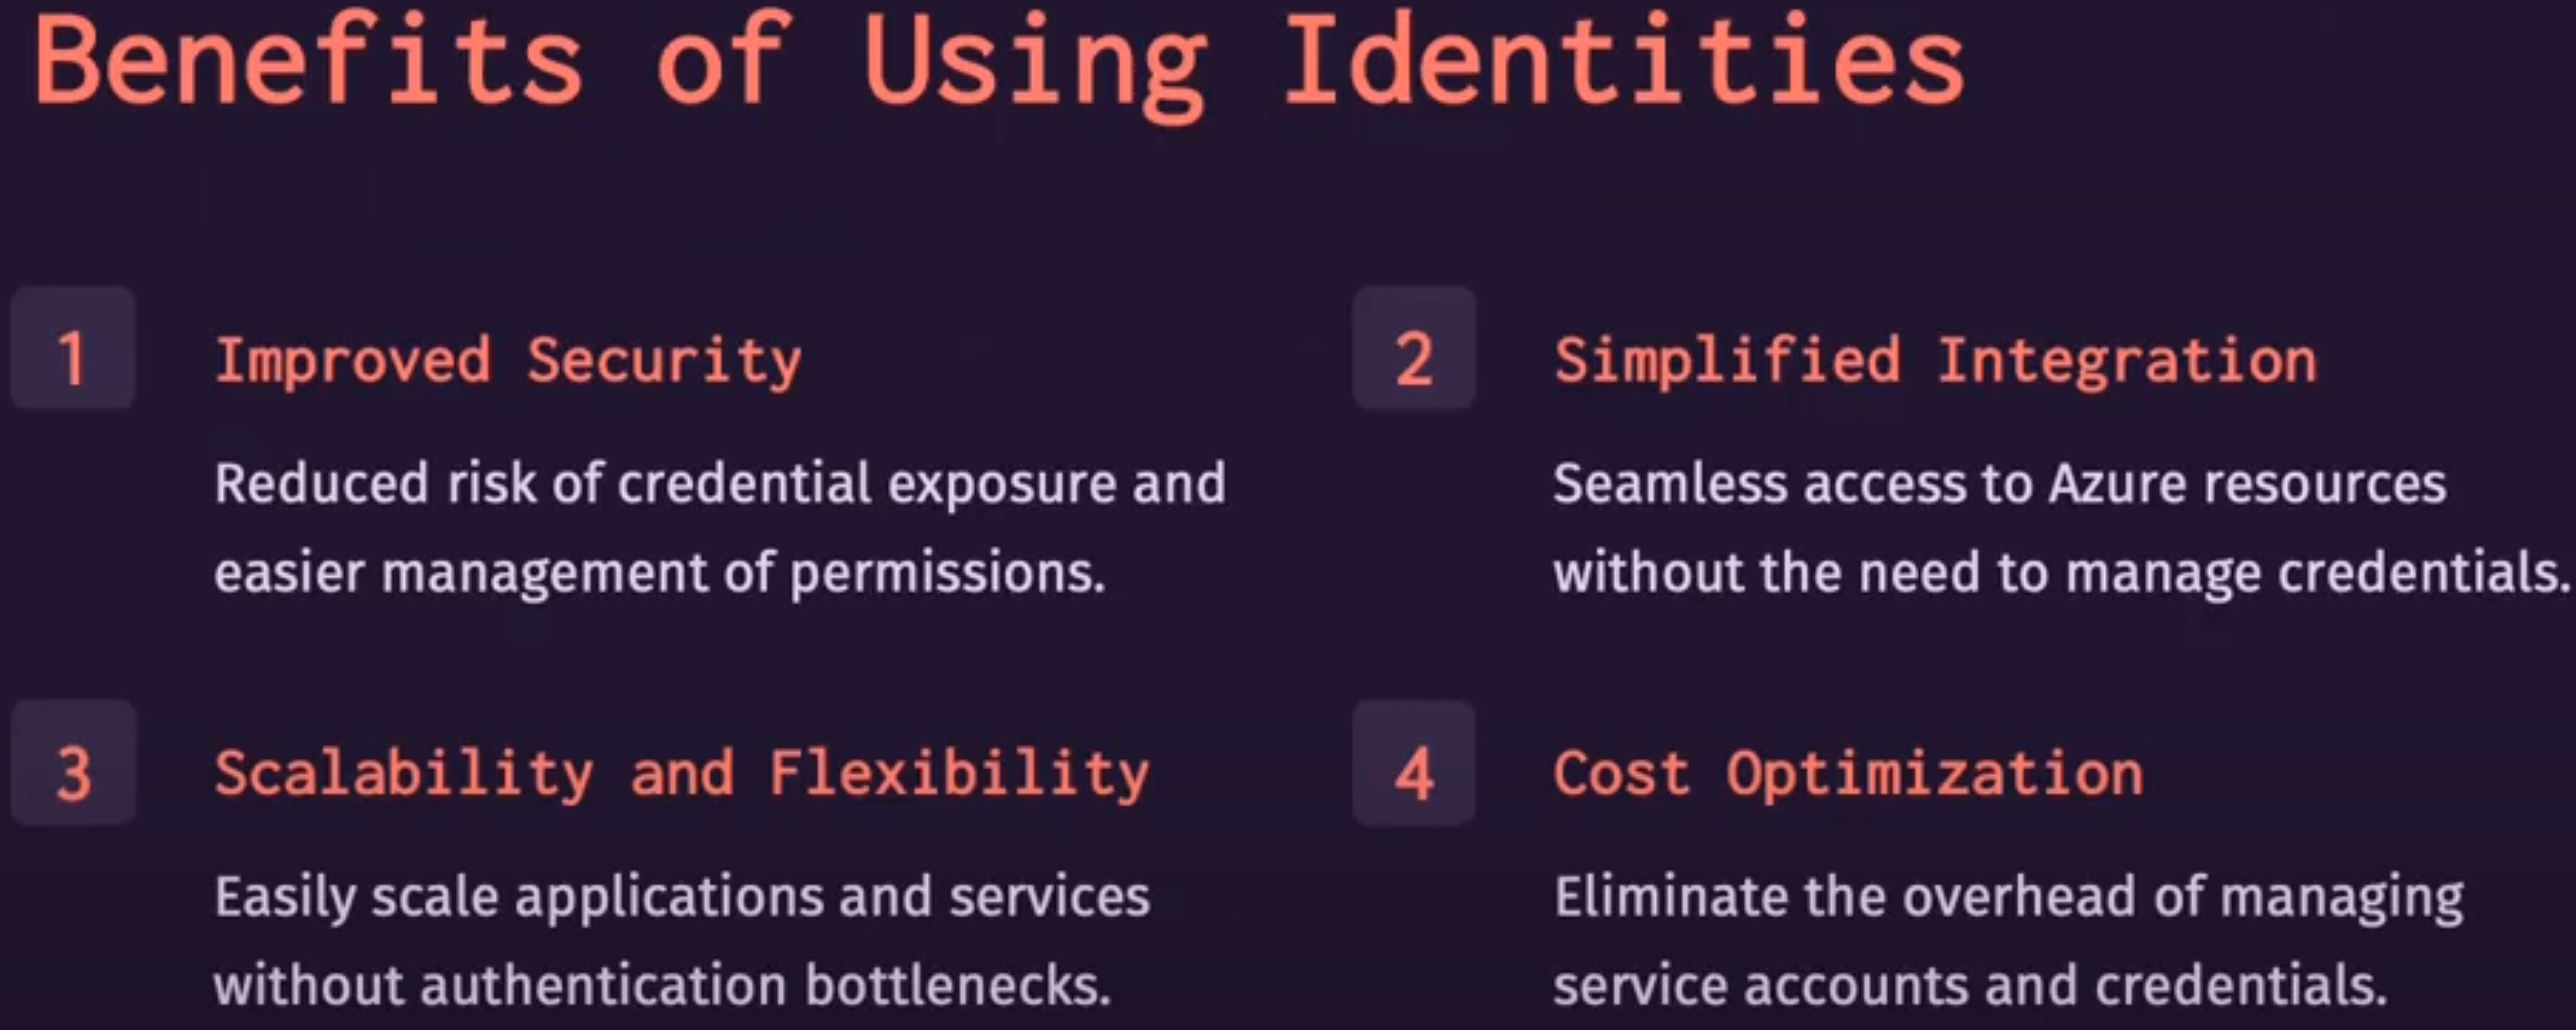 Benefits of Using Identities
1
Improved Security
Reduced risk of credential exposure and
easier management of permissions.
2
Simplified Integration
Seamless access to Azure resources
without the need to manage credentials.
3
Scalability and Flexibility
Easily scale applications and services
without authentication bottlenecks.
4
Cost Optimization
Eliminate the overhead of managing
service accounts and credentials.